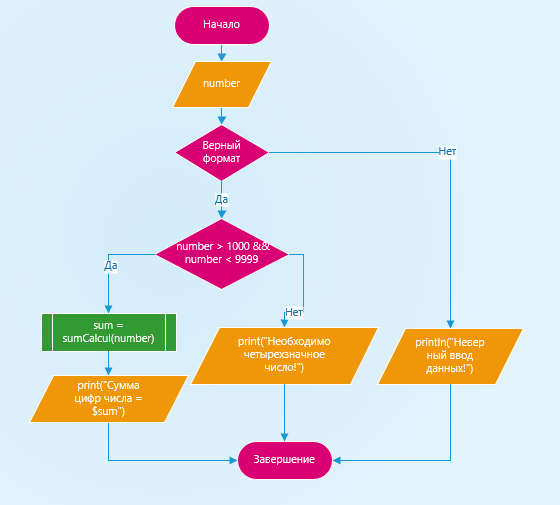 Начало
number
Верный
формат
Нет
Да
number > 1000 &&
number < 9999
Да
Нет
sum =
sumCalcul(number)
print("Необходимо
четырехзначное
число!")
println("Невер
ный ввод
данных!")
print("Сумма
цифр числа =
$sum")
Завершение